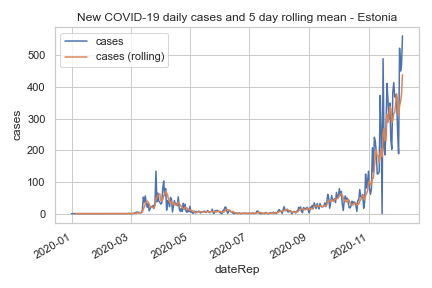 New COVID-19 daily cases and 5 day rolling mean - Estonia
cases
cases (rolling)
500
400
300
200
100
0
cases
2020-01
2020-03
2020-05
2020-07
2020-09
2020-11
dateRep